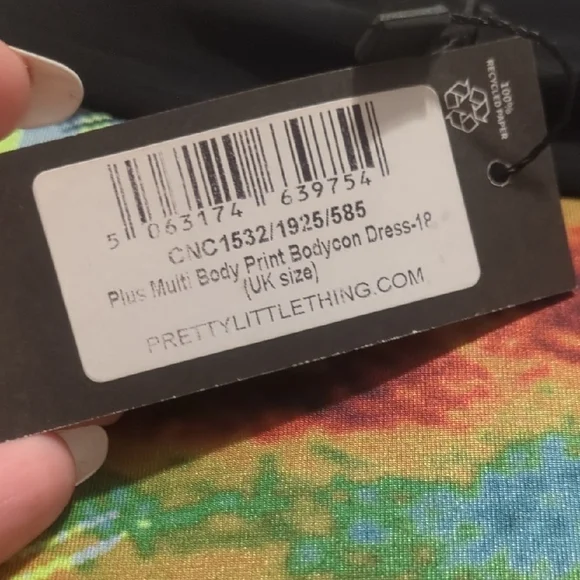 100%
RECYCLED PAPER
5 063174 639754
CNC1532/1925/585
Plus Multi Body Print Bodycon Dress-18
(UK size)
PRETTYLITTLETHING.COM